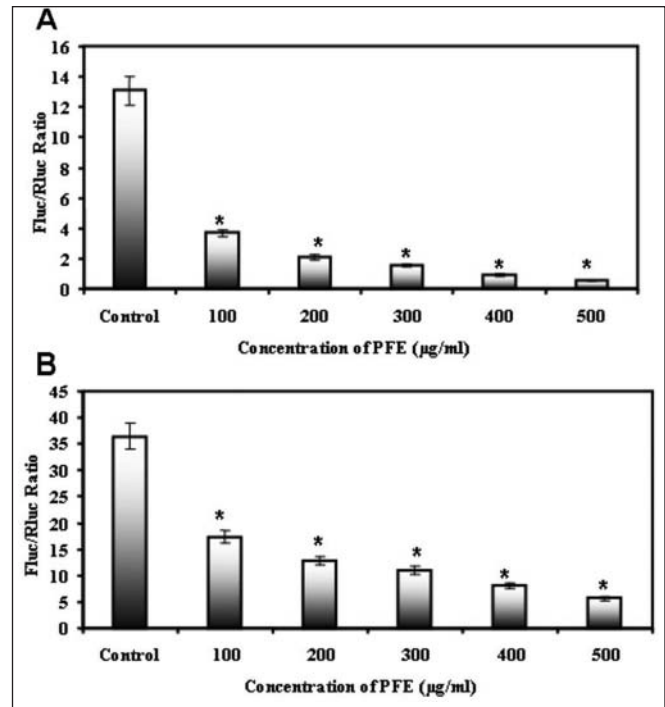 A
16
14
12
10
8
6
4
2
0
Fluc/Rluc Ratio
* * * * *
Control 100 200 300 400 500
Concentration of PFE (µg/ml)
B
45
40
35
30
25
20
15
10
5
0
Fluc/Rluc Ratio
* * * * *
Control 100 200 300 400 500
Concentration of PFE (µg/ml)